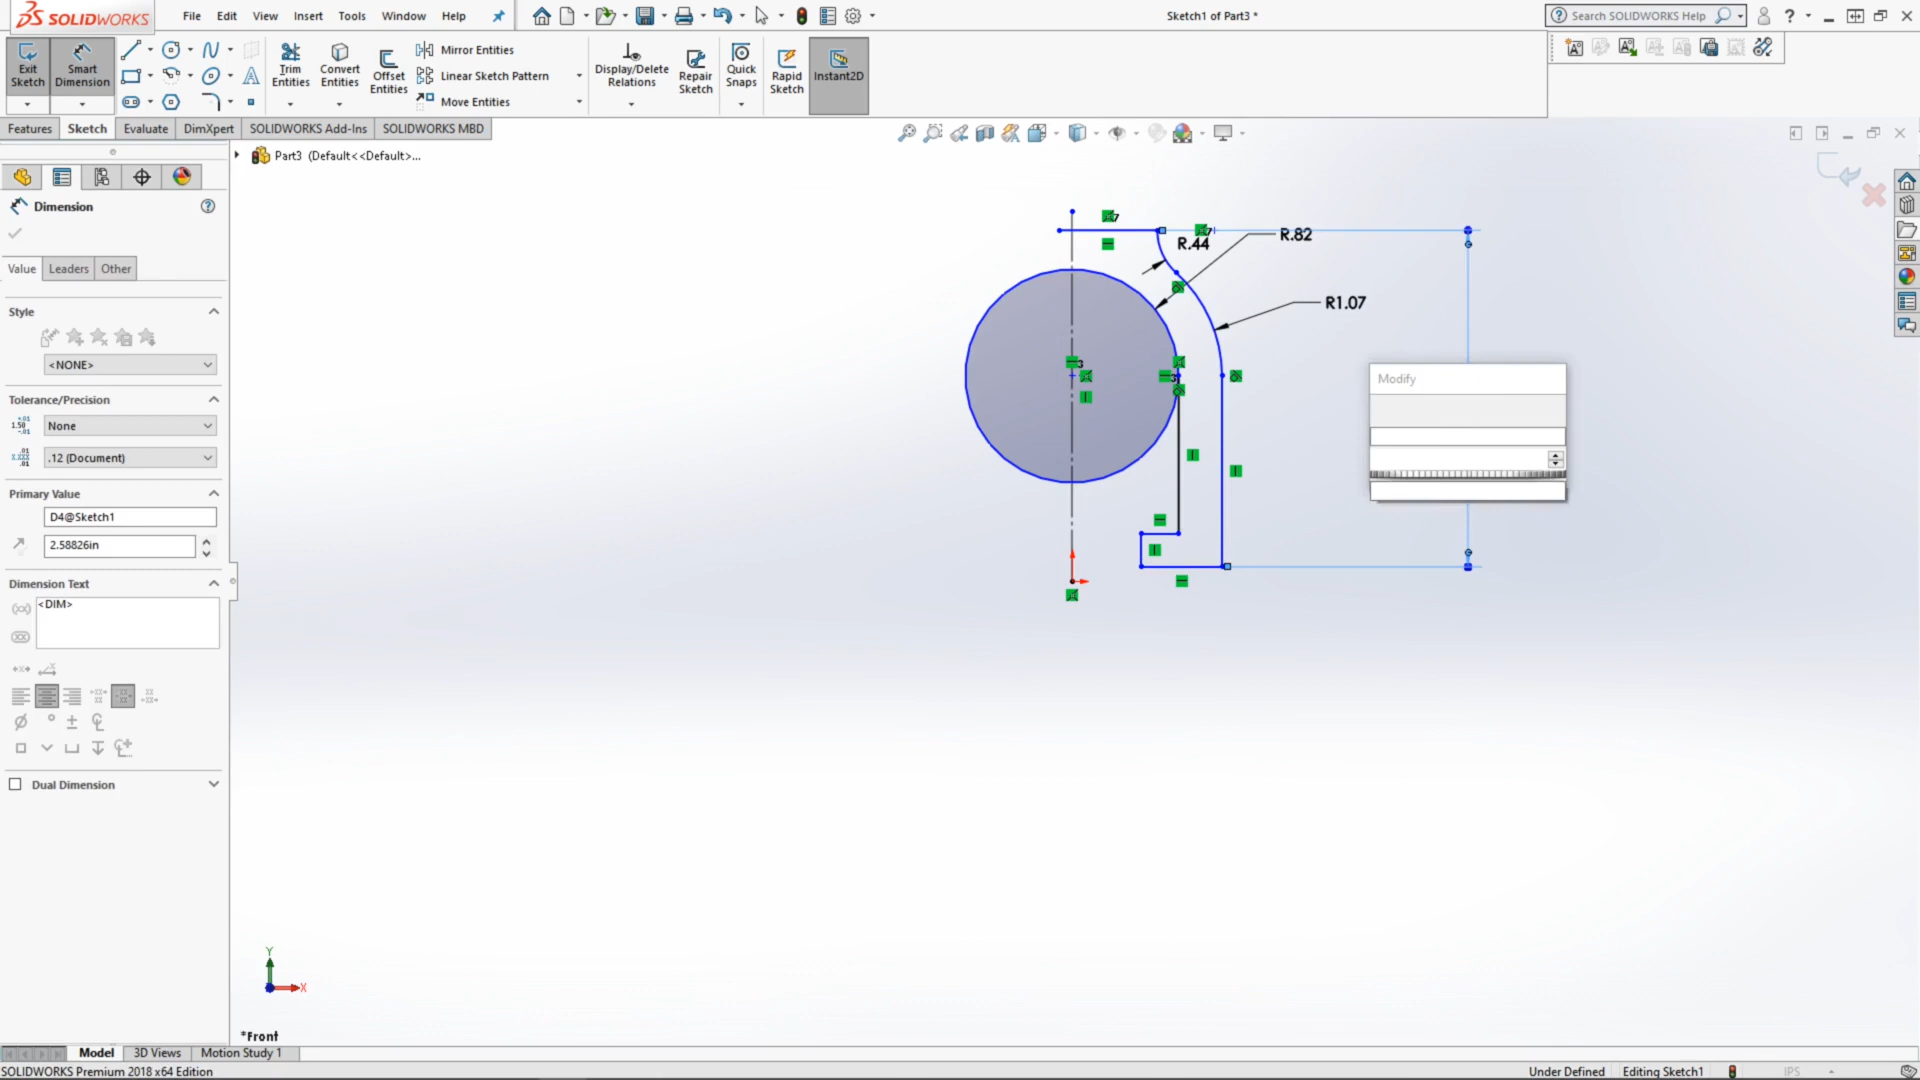 SOLIDWORKS
File Edit View Insert Tools Window Help
Sketch1 of Part3 *
Search SOLIDWORKS Help
Exit Sketch
Smart Dimension
Trim Entities
Convert Entities
Offset Entities
Mirror Entities
Linear Sketch Pattern
Move Entities
Display/Delete Relations
Repair Sketch
Quick Snaps
Rapid Sketch
Instant2D
Features Sketch Evaluate DimXpert SOLIDWORKS Add-Ins SOLIDWORKS MBD
Part3 (Default<<Default>...
Dimension
Value Leaders Other
Style
<NONE>
Tolerance/Precision
None
.12 (Document)
Primary Value
D4@Sketch1
2.58826in
Dimension Text
<DIM>
Dual Dimension
R.44
R.82
R1.07
Modify
Y
X
*Front
Model 3D Views Motion Study 1
SOLIDWORKS Premium 2018 x64 Edition
Under Defined Editing Sketch1 IPS